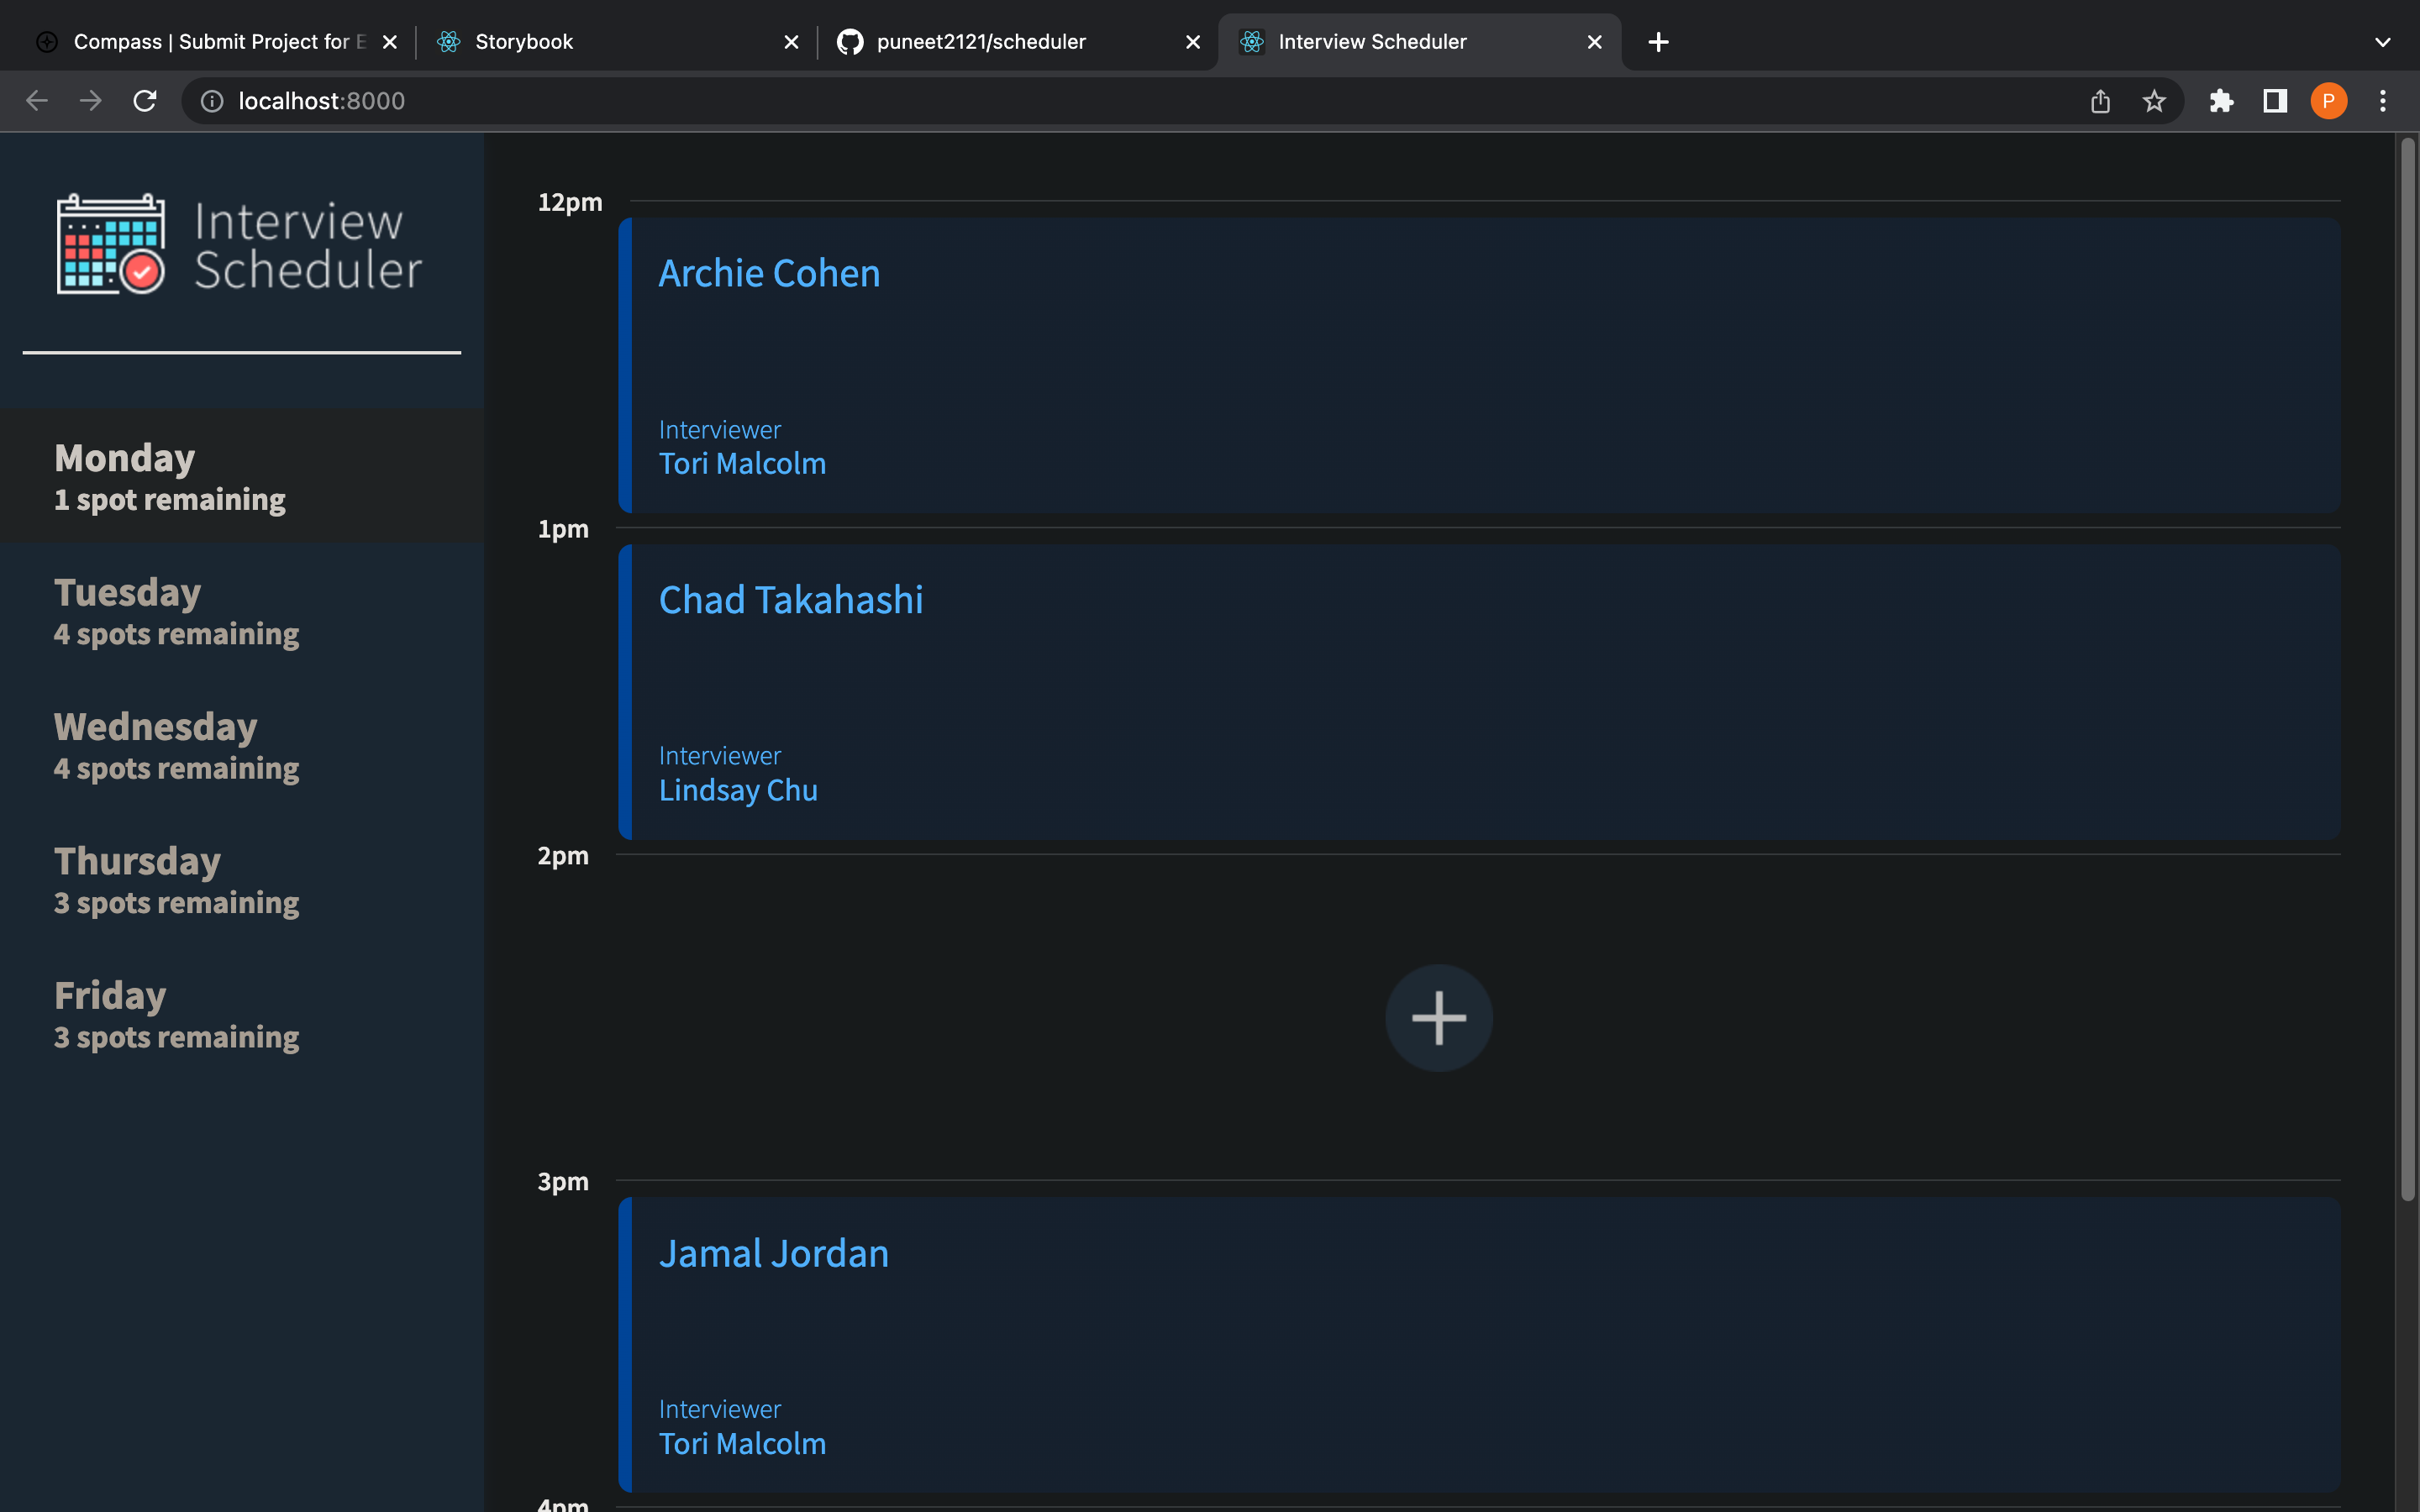 Compass | Submit Project for E
Storybook
puneet2121/scheduler
Interview Scheduler
localhost:8000
P
Interview
Scheduler
Monday
1 spot remaining
Tuesday
4 spots remaining
Wednesday
4 spots remaining
Thursday
3 spots remaining
Friday
3 spots remaining
12pm
Archie Cohen
Interviewer
Tori Malcolm
1pm
Chad Takahashi
Interviewer
Lindsay Chu
2pm
3pm
Jamal Jordan
Interviewer
Tori Malcolm
4pm